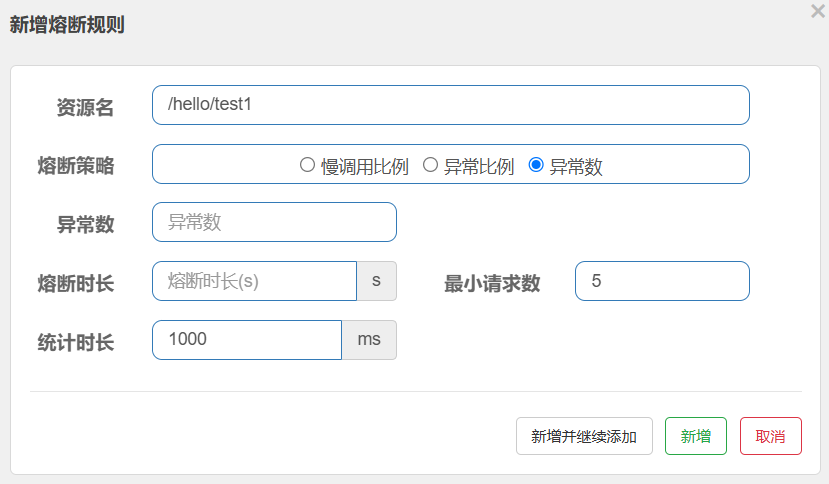 新增熔断规则
×
资源名 /hello/test1
熔断策略 慢调用比例 异常比例 异常数
异常数 异常数
熔断时长 熔断时长(s) s 最小请求数 5
统计时长 1000 ms
新增并继续添加 新增 取消